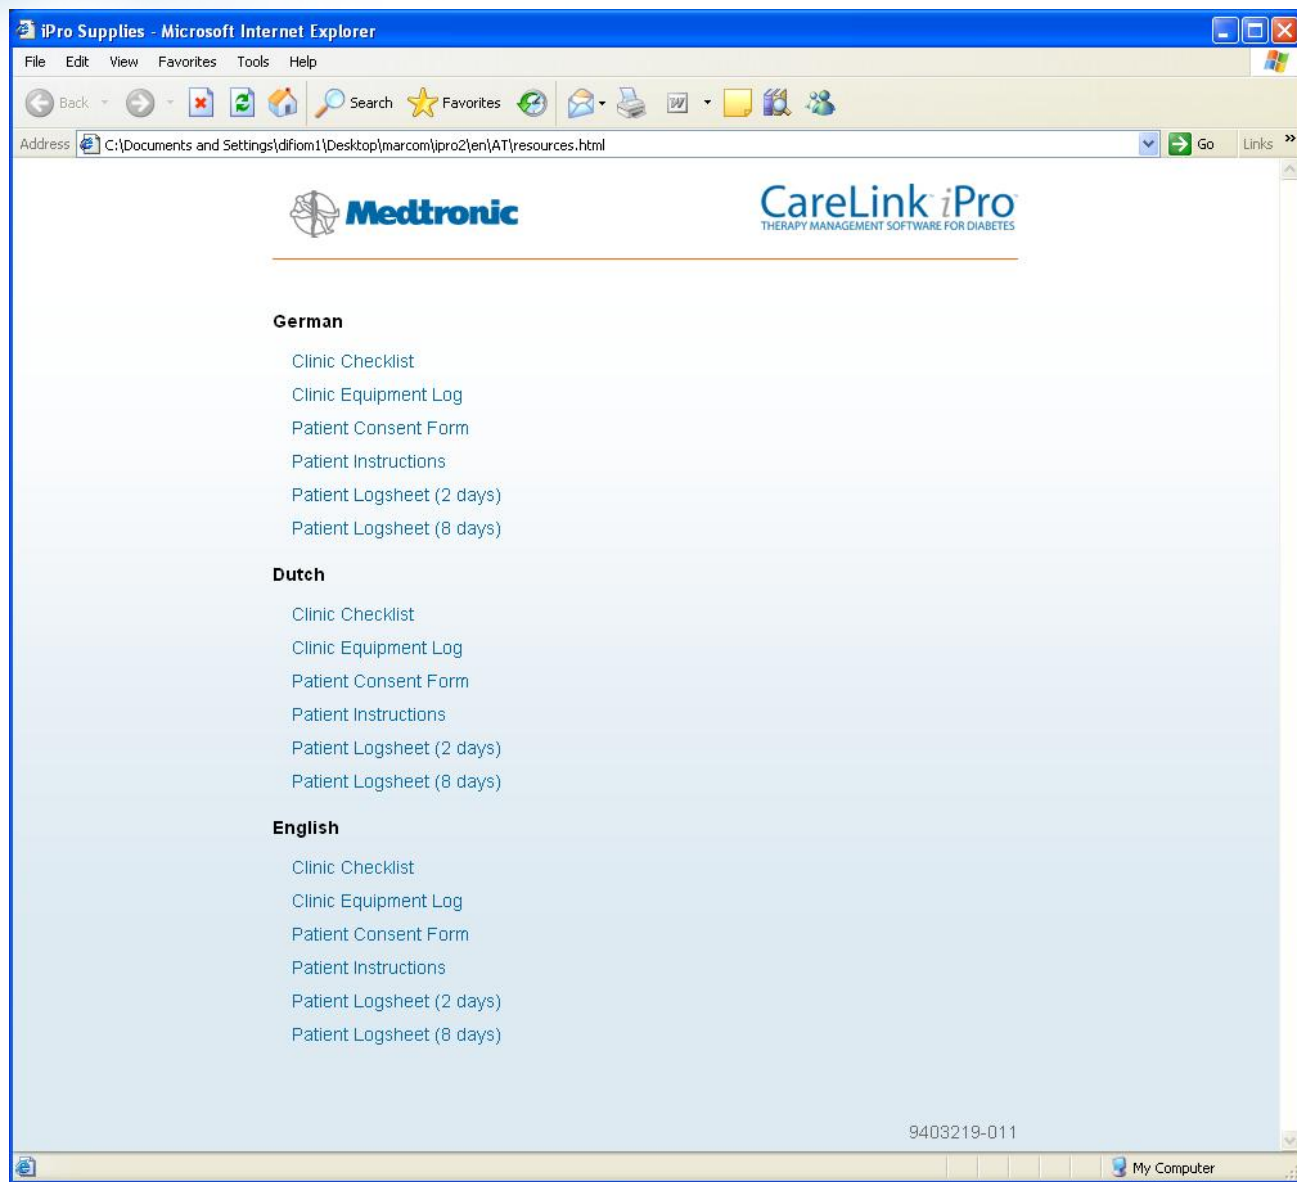 iPro Supplies - Microsoft Internet Explorer
File Edit View Favorites Tools Help
Back Search Favorites
Address C:\Documents and Settings\difiom1\Desktop\marcom\ipro2\en\AT\resources.html Go Links »
Medtronic
CareLink iPro
THERAPY MANAGEMENT SOFTWARE FOR DIABETES
German
Clinic Checklist
Clinic Equipment Log
Patient Consent Form
Patient Instructions
Patient Logsheet (2 days)
Patient Logsheet (8 days)
Dutch
Clinic Checklist
Clinic Equipment Log
Patient Consent Form
Patient Instructions
Patient Logsheet (2 days)
Patient Logsheet (8 days)
English
Clinic Checklist
Clinic Equipment Log
Patient Consent Form
Patient Instructions
Patient Logsheet (2 days)
Patient Logsheet (8 days)
9403219-011
My Computer